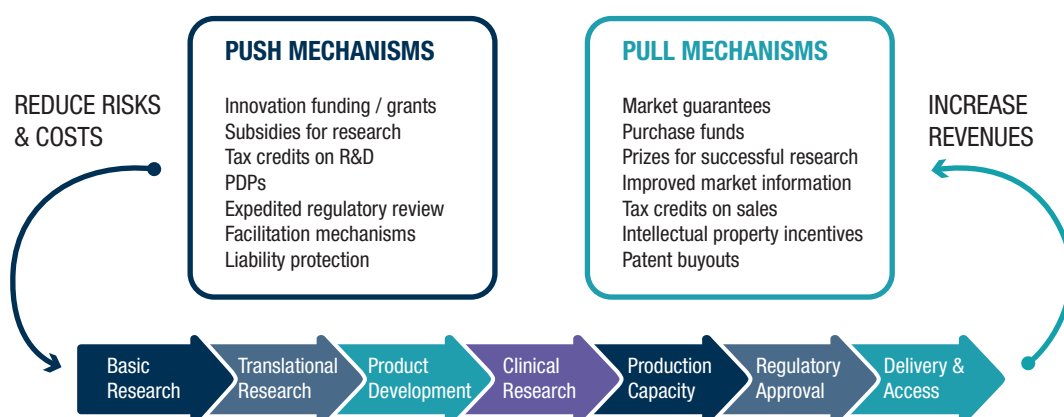 REDUCE RISKS
& COSTS
PUSH MECHANISMS
Innovation funding / grants
Subsidies for research
Tax credits on R&D
PDPs
Expedited regulatory review
Facilitation mechanisms
Liability protection
PULL MECHANISMS
Market guarantees
Purchase funds
Prizes for successful research
Improved market information
Tax credits on sales
Intellectual property incentives
Patent buyouts
INCREASE
REVENUES
Basic
Research
Translational
Research
Product
Development
Clinical
Research
Production
Capacity
Regulatory
Approval
Delivery &
Access